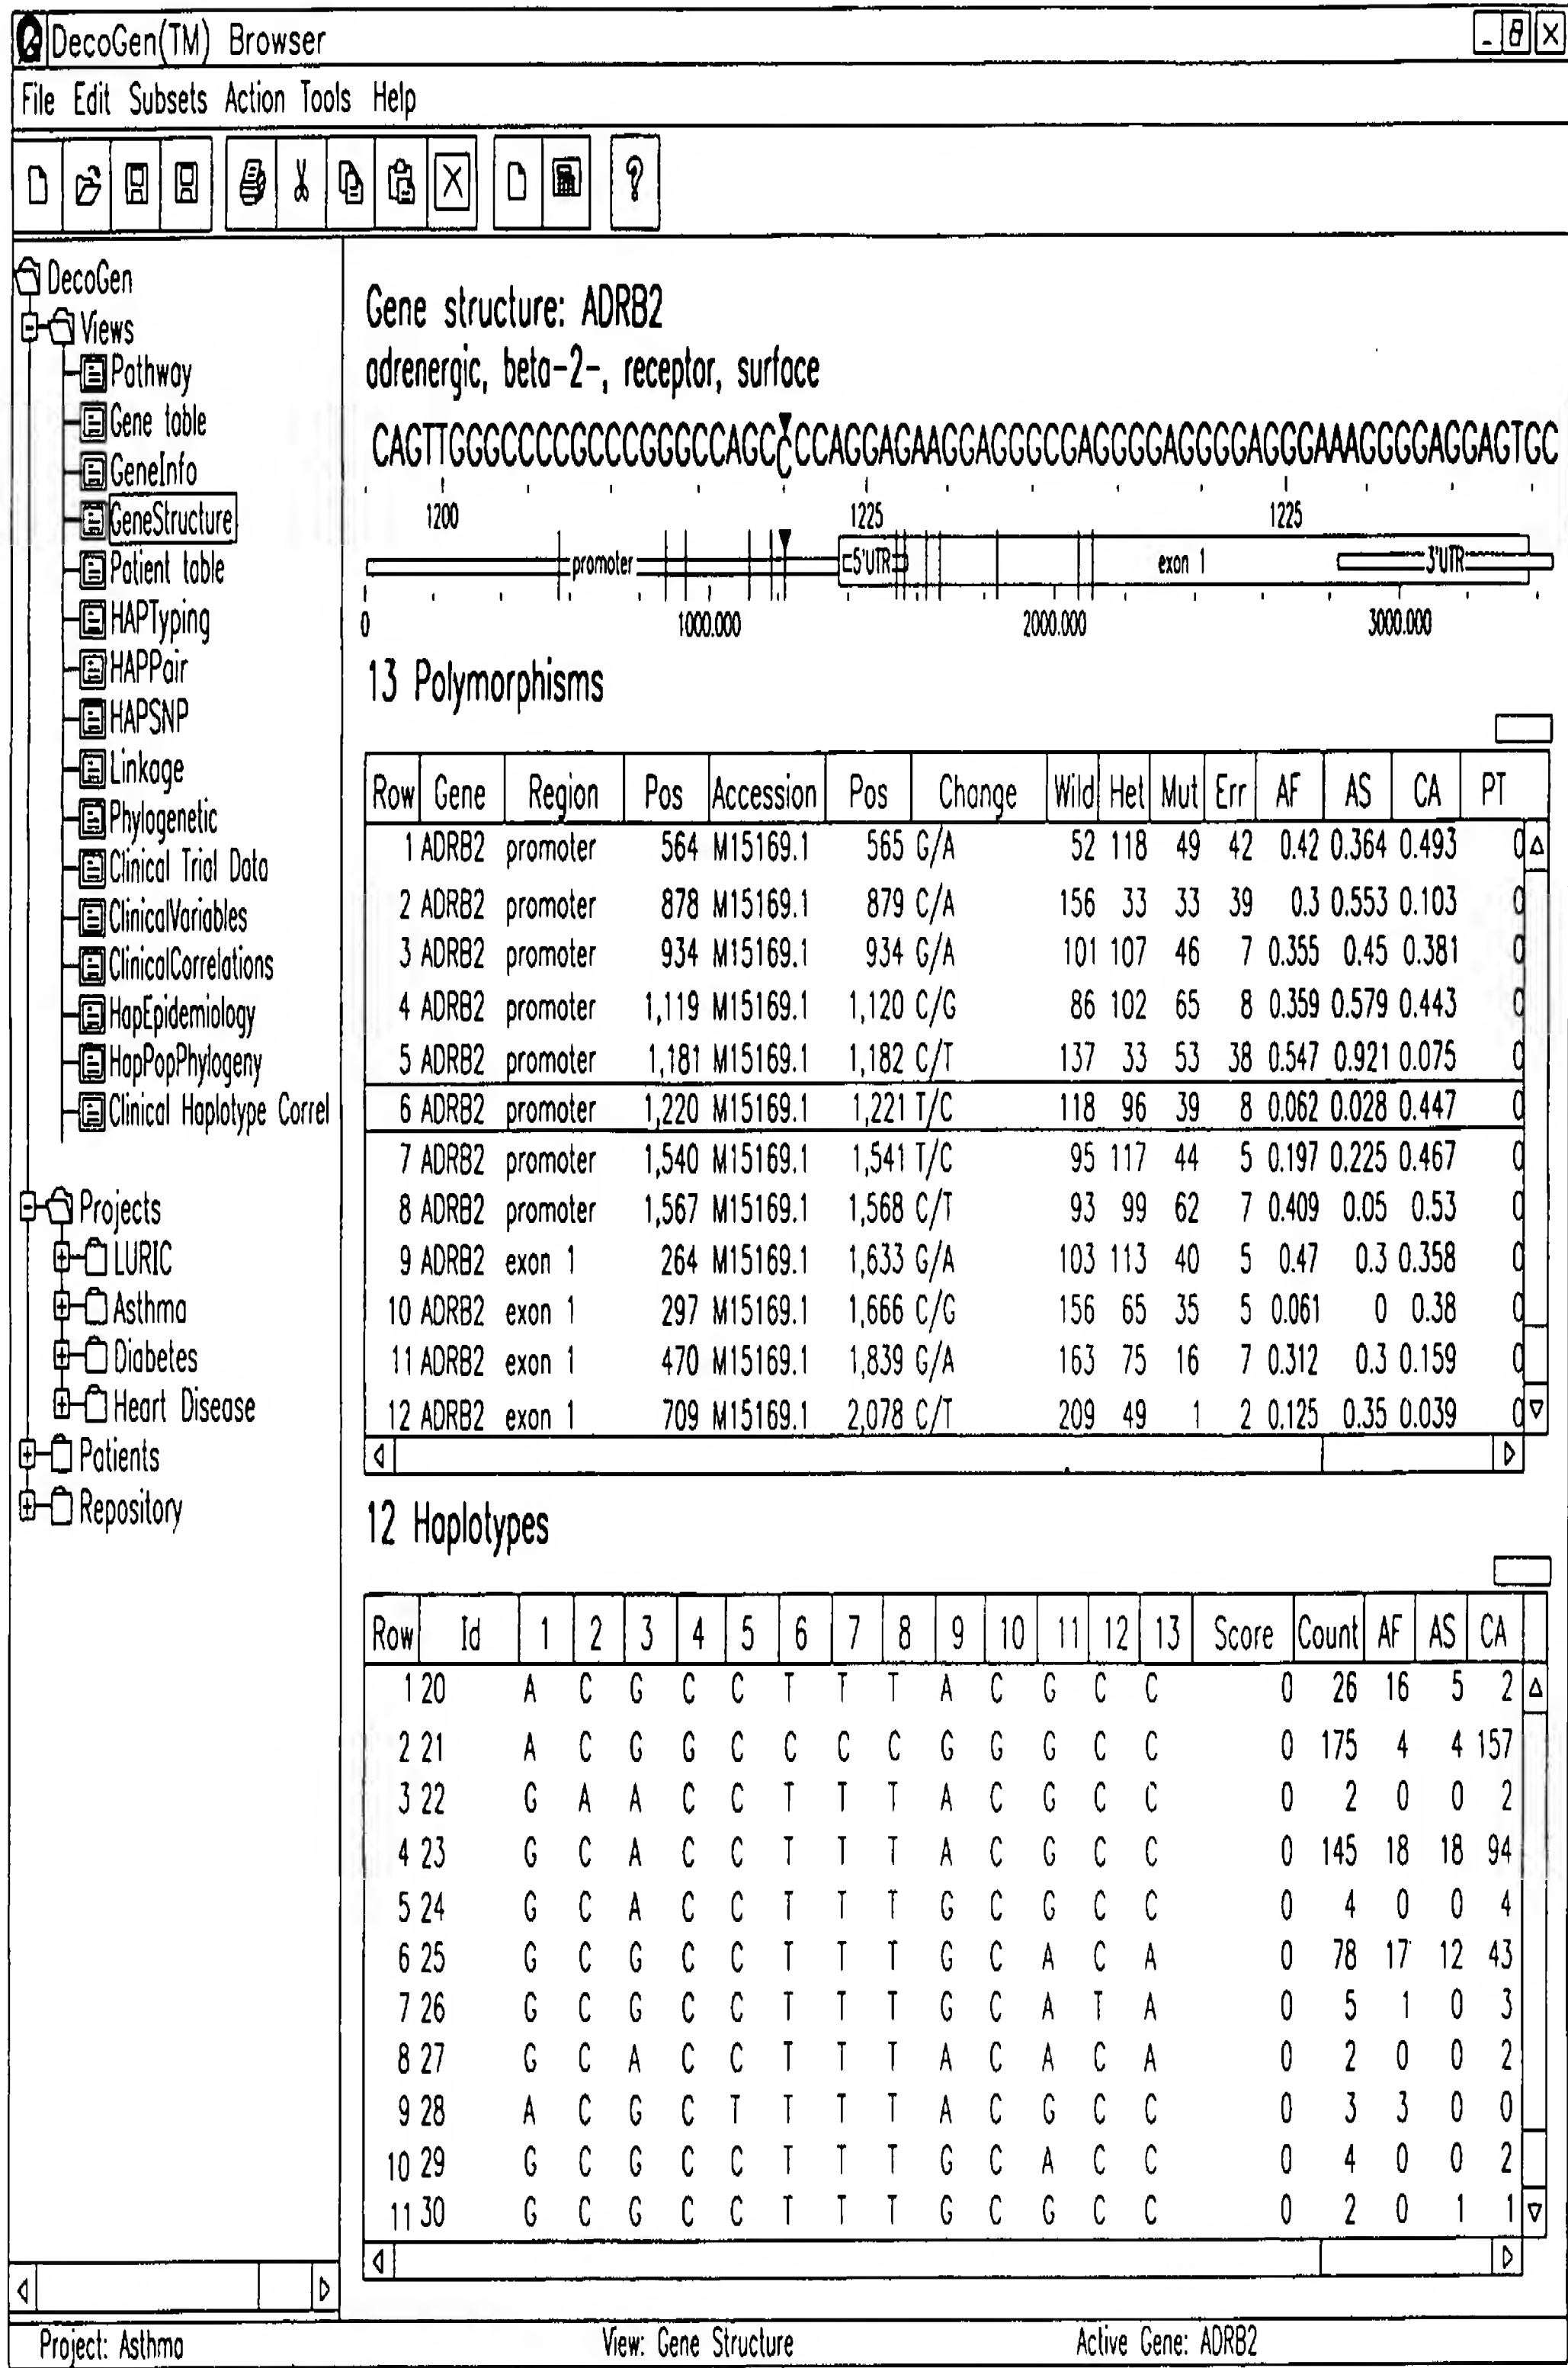 DecoGen(TM) Browser
File Edit Subsets Action Tools Help
DecoGen
Views
Pathway
Gene table
GeneInfo
GeneStructure
Patient table
HAPTyping
HAPPair
HAPSNP
Linkage
Phylogenetic
Clinical Trial Data
ClinicalVariables
ClinicalCorrelations
HapEpidemiology
HapPopPhylogeny
Clinical Haplotype Correl
Projects
LURIC
Asthma
Diabetes
Heart Disease
Patients
Repository
Gene structure: ADRB2
adrenergic, beta-2-, receptor, surface
CAGTTGGGCCCCGCCCGGGCCAGCCCCCAGGAGAAGGAGGGCGAGGGGAGGGGAGGGAAAGGGGAGGAGTGC
1200 1225 1225
promoter 5'UTR exon 1 3'UTR
0 1000.000 2000.000 3000.000
13 Polymorphisms
Row Gene Region Pos Accession Pos Change Wild Het Mut Err AF AS CA PT
1 ADRB2 promoter 564 M15169.1 565 G/A 52 118 49 42 0.42 0.364 0.493 0
2 ADRB2 promoter 878 M15169.1 879 C/A 156 33 33 39 0.3 0.553 0.103 0
3 ADRB2 promoter 934 M15169.1 934 G/A 101 107 46 7 0.355 0.45 0.381 0
4 ADRB2 promoter 1,119 M15169.1 1,120 C/G 86 102 65 8 0.359 0.579 0.443 0
5 ADRB2 promoter 1,181 M15169.1 1,182 C/T 137 33 53 38 0.547 0.921 0.075 0
6 ADRB2 promoter 1,220 M15169.1 1,221 T/C 118 96 39 8 0.062 0.028 0.447 0
7 ADRB2 promoter 1,540 M15169.1 1,541 T/C 95 117 44 5 0.197 0.225 0.467 0
8 ADRB2 promoter 1,567 M15169.1 1,568 C/T 93 99 62 7 0.409 0.05 0.53 0
9 ADRB2 exon 1 264 M15169.1 1,633 G/A 103 113 40 5 0.47 0.3 0.358 0
10 ADRB2 exon 1 297 M15169.1 1,666 C/G 156 65 35 5 0.061 0 0.38 0
11 ADRB2 exon 1 470 M15169.1 1,839 G/A 163 75 16 7 0.312 0.3 0.159 0
12 ADRB2 exon 1 709 M15169.1 2,078 C/T 209 49 1 2 0.125 0.35 0.039 0
12 Haplotypes
Row Id 1 2 3 4 5 6 7 8 9 10 11 12 13 Score Count AF AS CA
1 20 A C G C C T T T A C G C C 0 26 16 5 2
2 21 A C G G C C C C G G G C C 0 175 4 4 157
3 22 G A A C C T T T A C G C C 0 2 0 0 2
4 23 G C A C C T T T A C G C C 0 145 18 18 94
5 24 G C A C C T T T G C G C C 0 4 0 0 4
6 25 G C G C C T T T G C A C A 0 78 17 12 43
7 26 G C G C C T T T G C A T A 0 5 1 0 3
8 27 G C A C C T T T A C A C A 0 2 0 0 2
9 28 A C G C T T T T A C G C C 0 3 3 0 0
10 29 G C G C C T T T G C A C C 0 4 0 0 2
11 30 G C G C C T T T G C G C C 0 2 0 1 1
Project: Asthma View: Gene Structure Active Gene: ADRB2